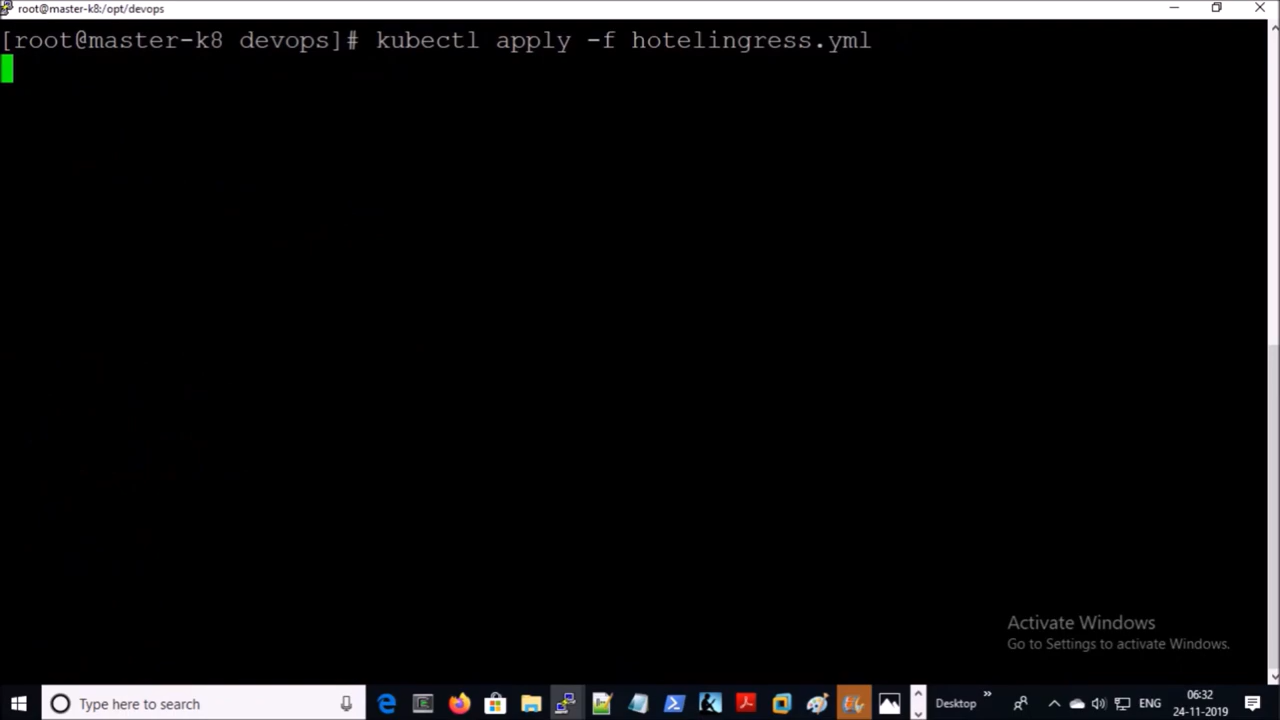 root@master-k8:/opt/devops
[root@master-k8 devops]# kubectl apply -f hotelingress.yml
Activate Windows
Go to Settings to activate Windows.
Type here to search
Desktop
ENG
06:32
24-11-2019